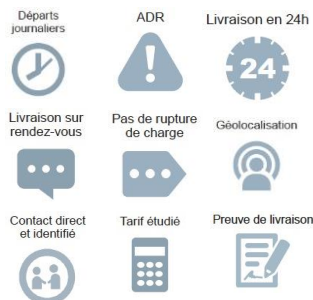 Départs
journaliers
ADR
Livraison en 24h
24
Livraison sur
rendez-vous
Pas de rupture
de charge
Géolocalisation
Contact direct
et identifié
Tarif étudié
Preuve de livraison